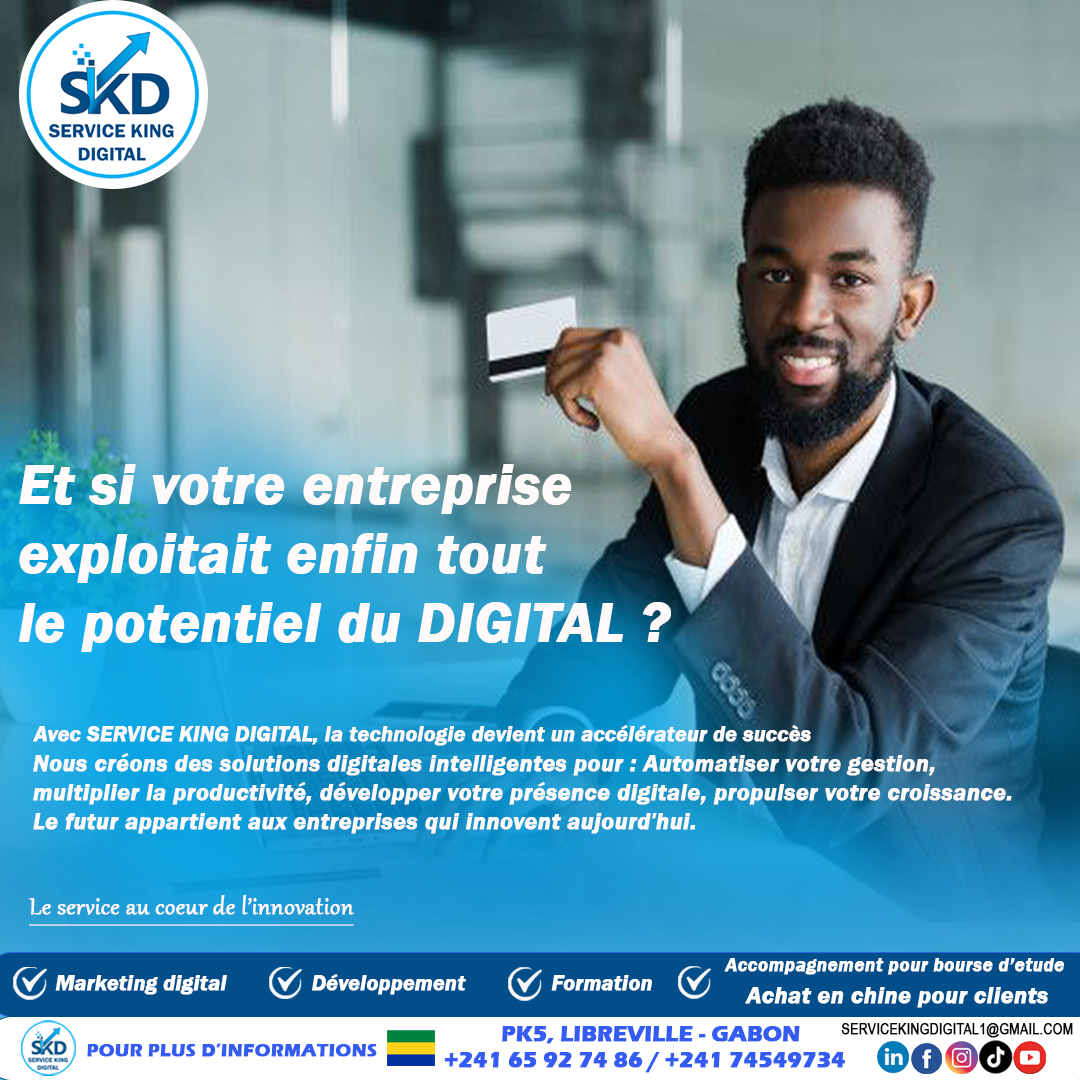 SKD
SERVICE KING
DIGITAL
Et si votre entreprise
exploitait enfin tout
le potentiel du DIGITAL ?
Avec SERVICE KING DIGITAL, la technologie devient un accélérateur de succès
Nous créons des solutions digitales intelligentes pour : Automatiser votre gestion,
multiplier la productivité, développer votre présence digitale, propulser votre croissance.
Le futur appartient aux entreprises qui innovent aujourd'hui.
Le service au coeur de l'innovation
Marketing digital
Développement
Formation
Accompagnement pour bourse d'etude
Achat en chine pour clients
SKD
SERVICE KING
DIGITAL
POUR PLUS D'INFORMATIONS
PK5, LIBREVILLE - GABON
+241 65 92 74 86 / +241 74549734
SERVICEKINGDIGITAL1@GMAIL.COM